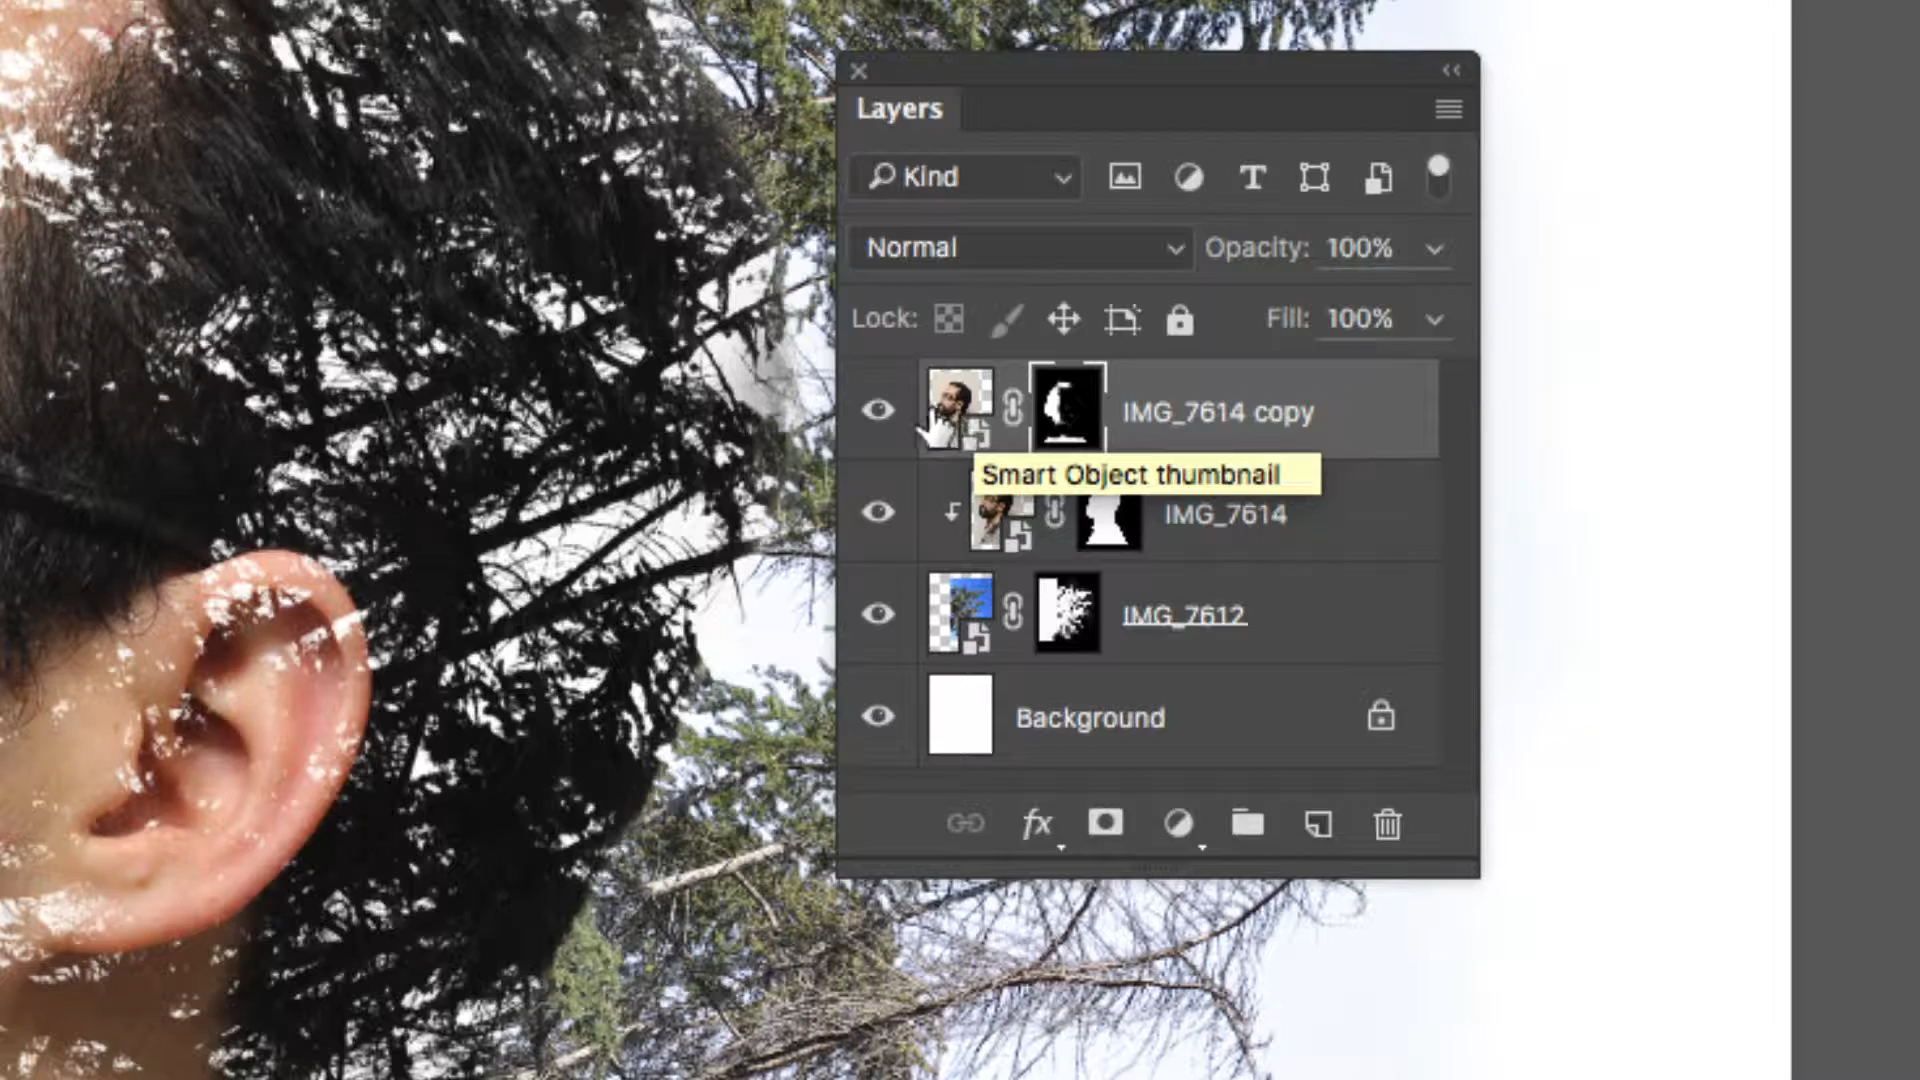 Layers
Kind
Normal
Opacity: 100%
Lock:
Fill: 100%
IMG_7614 copy
Smart Object thumbnail
IMG_7614
IMG_7612
Background
fx